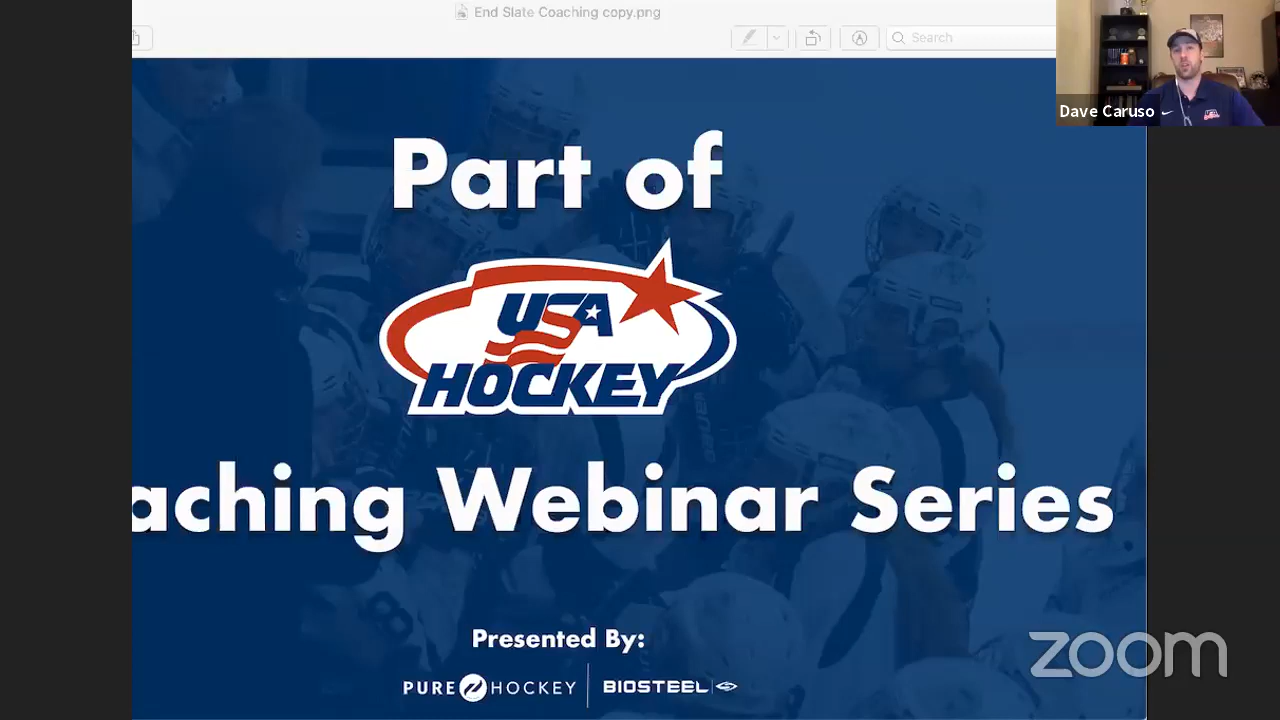 End Slate Coaching copy.png
Search
Dave Caruso
Part of
USA
HOCKEY
aching Webinar Series
Presented By:
PURE HOCKEY BIOSTEEL
zoom